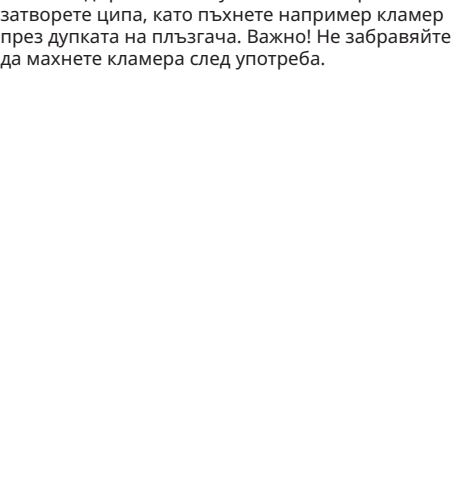 затворете ципа, като пъхнете например кламер
през дупката на плъзгача. Важно! Не забравяйте
да махнете кламера след употреба.